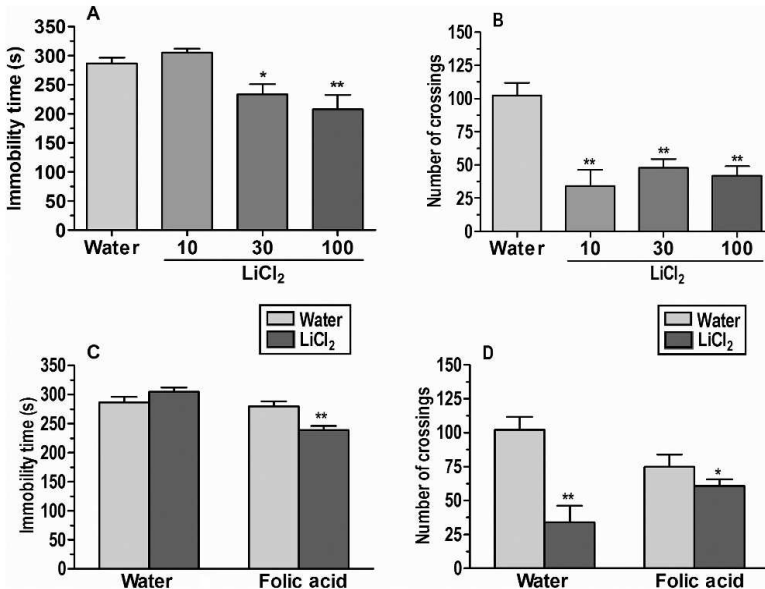 A
Immobility time (s)
350
300
250
200
150
100
50
0
*
**
Water 10 30 100
LiCl₂
B
Number of crossings
150
125
100
75
50
25
0
**
**
**
Water 10 30 100
LiCl₂
Water
LiCl₂
C
Immobility time (s)
350
300
250
200
150
100
50
0
**
Water Folic acid
Water
LiCl₂
D
Number of crossings
150
125
100
75
50
25
0
**
*
Water Folic acid